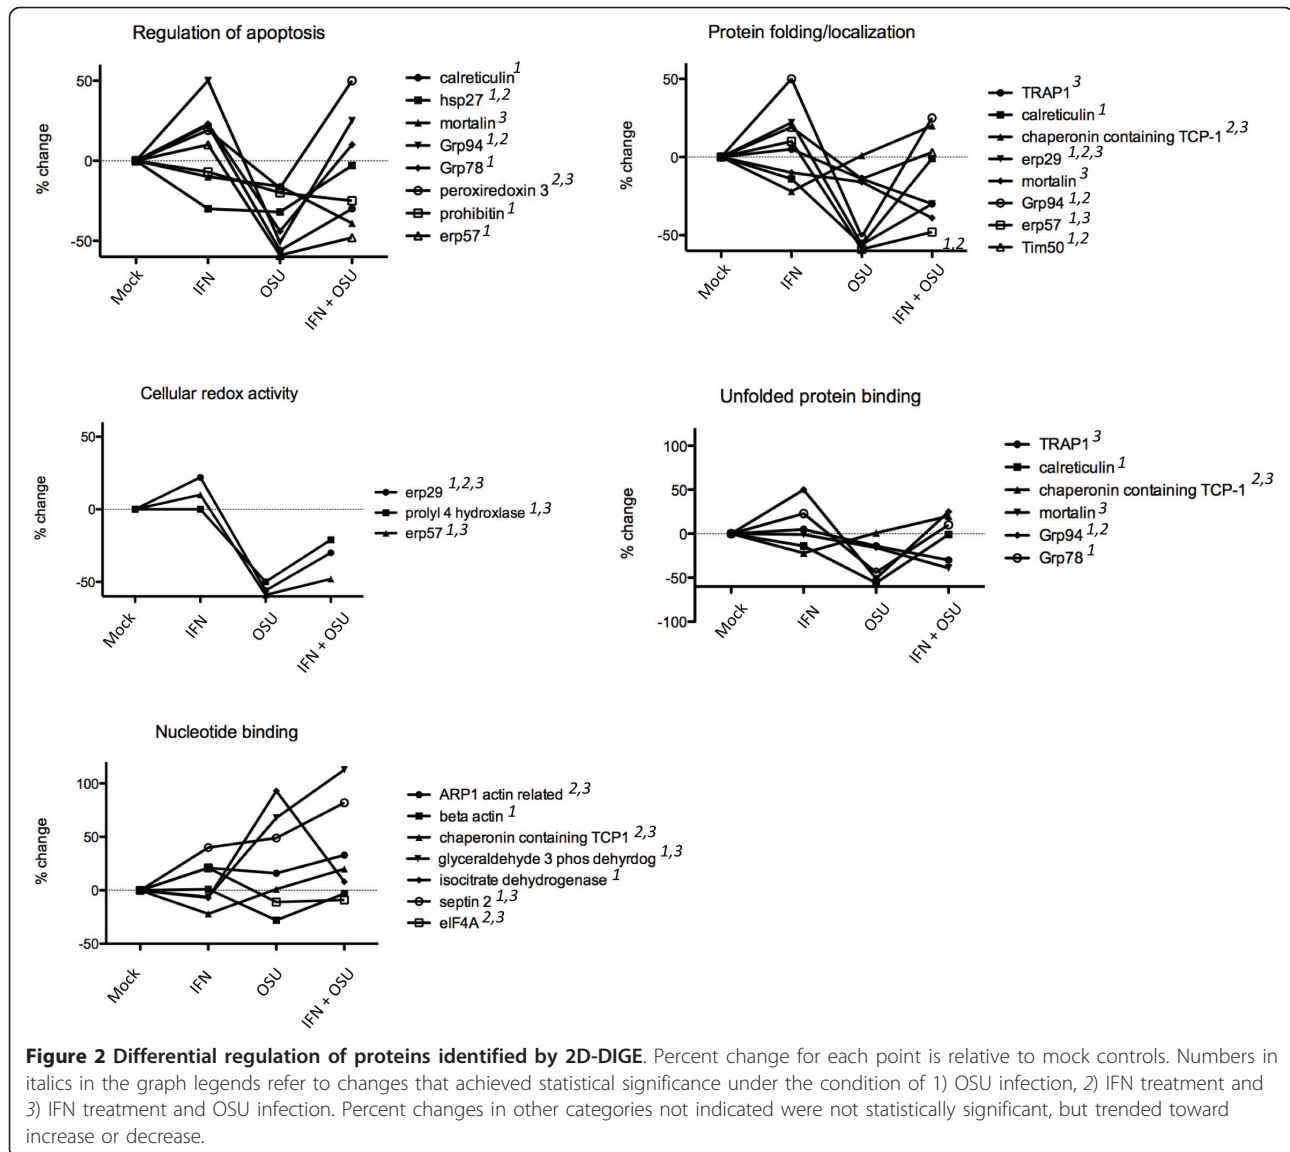 Regulation of apoptosis
% change
50
0
-50
Mock
IFN
OSU
IFN + OSU
calreticulin 1
hsp27 1,2
mortalin 3
Grp94 1,2
Grp78 1
peroxiredoxin 3 2,3
prohibitin 1
erp57 1
Protein folding/localization
% change
50
0
-50
Mock
IFN
OSU
IFN + OSU
1,2
TRAP1 3
calreticulin 1
chaperonin containing TCP-1 2,3
erp29 1,2,3
mortalin 3
Grp94 1,2
erp57 1,3
Tim50 1,2
Cellular redox activity
% change
50
0
-50
Mock
IFN
OSU
IFN + OSU
erp29 1,2,3
prolyl 4 hydroxlase 1,3
erp57 1,3
Unfolded protein binding
% change
100
50
0
-50
-100
Mock
IFN
OSU
IFN + OSU
TRAP1 3
calreticulin 1
chaperonin containing TCP-1 2,3
mortalin 3
Grp94 1,2
Grp78 1
Nucleotide binding
% change
100
50
0
-50
Mock
IFN
OSU
IFN + OSU
ARP1 actin related 2,3
beta actin 1
chaperonin containing TCP1 2,3
glyceraldehyde 3 phos dehyrdog 1,3
isocitrate dehydrogenase 1
septin 2 1,3
eIF4A 2,3
Figure 2 Differential regulation of proteins identified by 2D-DIGE. Percent change for each point is relative to mock controls. Numbers in
italics in the graph legends refer to changes that achieved statistical significance under the condition of 1) OSU infection, 2) IFN treatment and
3) IFN treatment and OSU infection. Percent changes in other categories not indicated were not statistically significant, but trended toward
increase or decrease.